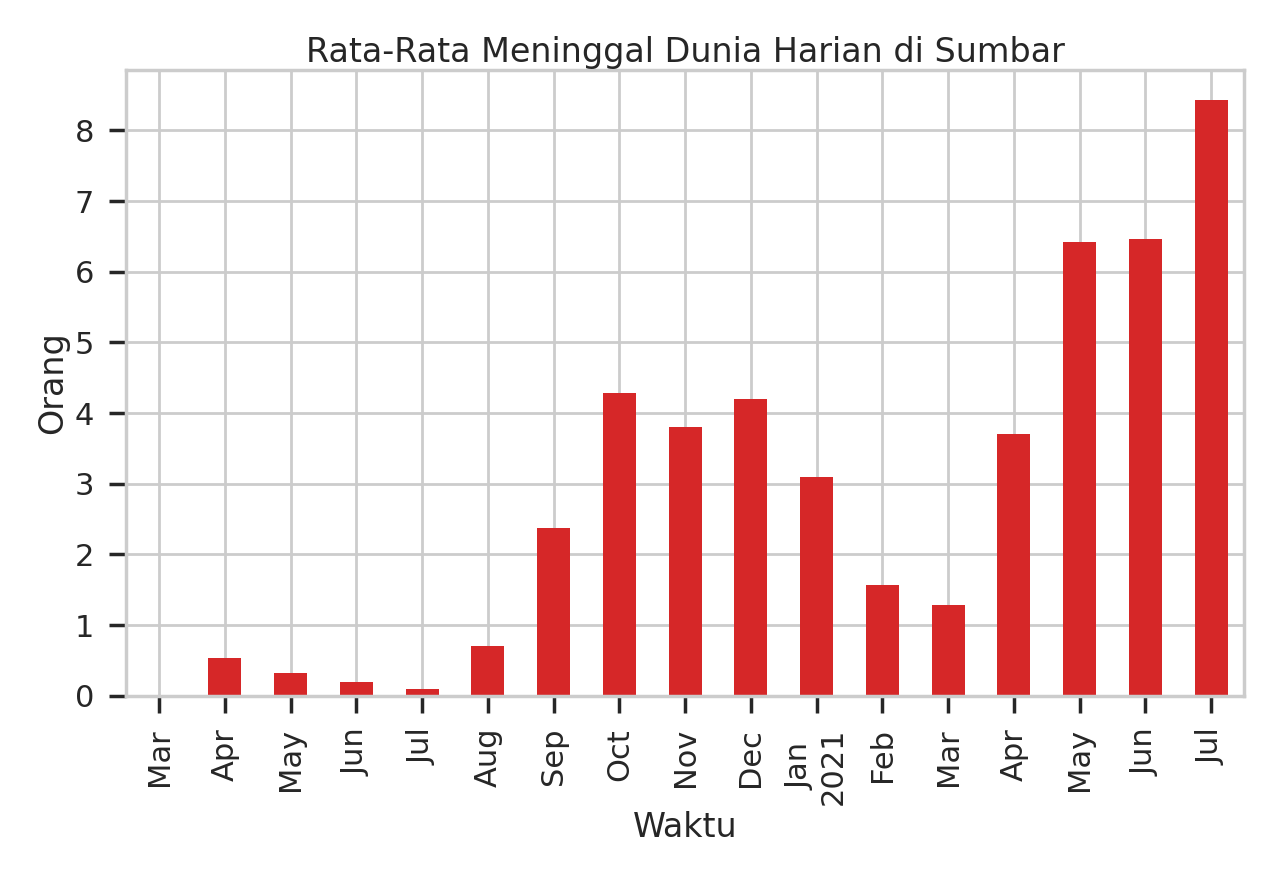 Rata-Rata Meninggal Dunia Harian di Sumbar
Orang
8
7
6
5
4
3
2
1
0
Mar
Apr
May
Jun
Jul
Aug
Sep
Oct
Nov
Dec
Jan
2021
Feb
Mar
Apr
May
Jun
Jul
Waktu